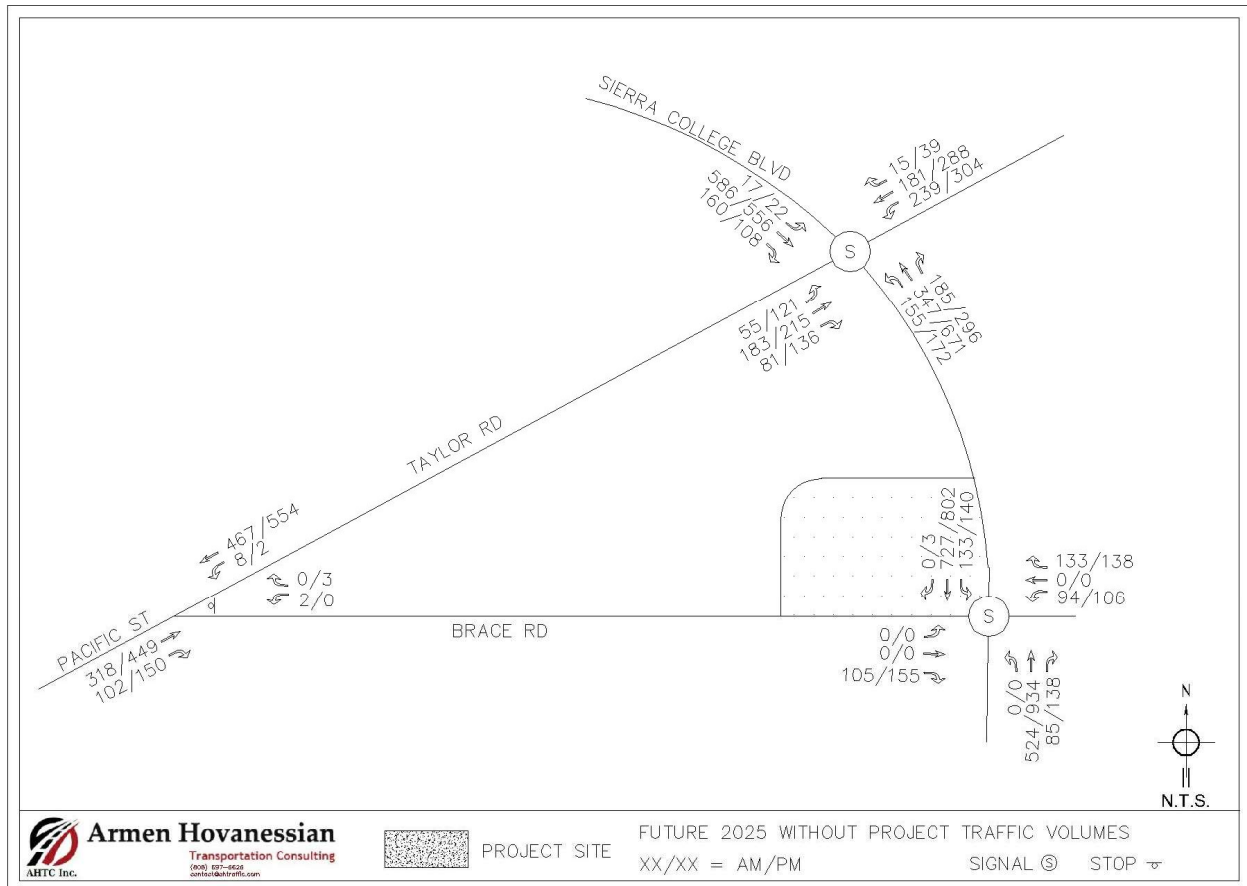 SIERRA COLLEGE BLVD
17/22
586/556
160/108
15/39
181/288
239/304
S
185/296
347/671
155/172
55/121
183/215
81/136
TAYLOR RD
467/554
8/2
0/3
2/0
PACIFIC ST
318/449
102/150
BRACE RD
0/3
727/802
133/140
133/138
0/0
94/106
S
0/0
0/0
105/155
0/0
524/934
85/138
N
N.T.S.
AHTC Inc.
Armen Hovanessian
Transportation Consulting
contact@ahtraffic.com
PROJECT SITE
FUTURE 2025 WITHOUT PROJECT TRAFFIC VOLUMES
XX/XX = AM/PM
SIGNAL S STOP